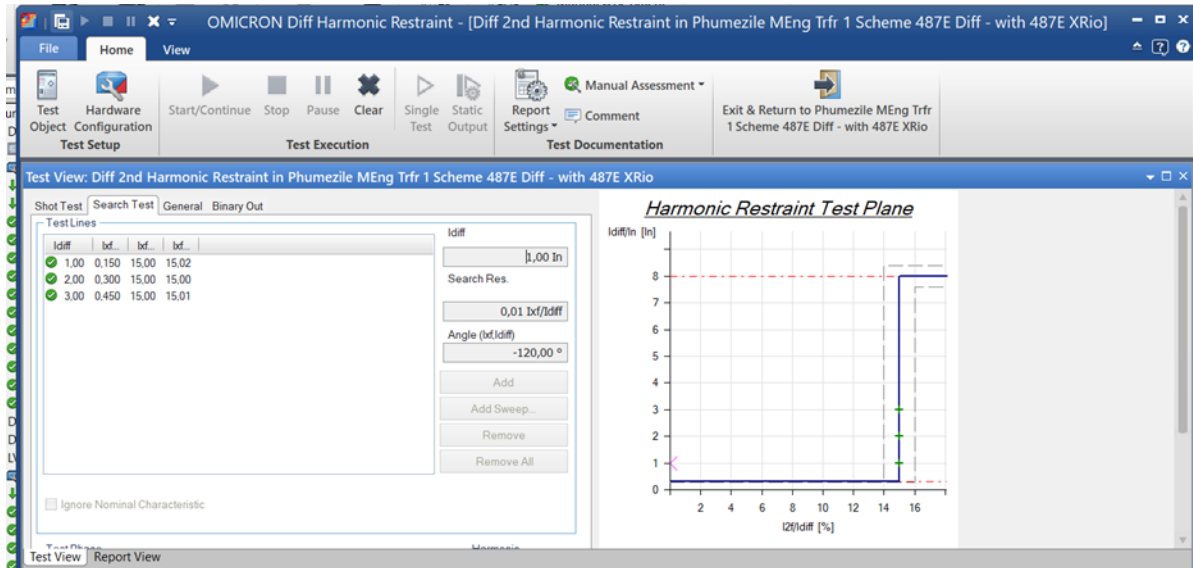 OMICRON Diff Harmonic Restraint - [Diff 2nd Harmonic Restraint in Phumezile MEng Trfr 1 Scheme 487E Diff - with 487E XRio]
File Home View
Test Object
Hardware Configuration
Test Setup
Start/Continue Stop Pause Clear
Single Test
Static Output
Test Execution
Report Settings
Manual Assessment
Comment
Test Documentation
Exit & Return to Phumezile MEng Trfr
1 Scheme 487E Diff - with 487E XRio
Test View: Diff 2nd Harmonic Restraint in Phumezile MEng Trfr 1 Scheme 487E Diff - with 487E XRio
Shot Test Search Test General Binary Out
Test Lines
Idiff Ixf... Ixf... Ixf...
1,00 0,150 15,00 15,02
2,00 0,300 15,00 15,00
3,00 0,450 15,00 15,01
Ignore Nominal Characteristic
Idiff
1,00 In
Search Res.
0,01 Ixf/Idiff
Angle (Ixf,Idiff)
-120,00 °
Add
Add Sweep...
Remove
Remove All
Harmonic Restraint Test Plane
Idiff/In [In]
8
7
6
5
4
3
2
1
0
2 4 6 8 10 12 14 16
I2f/Idiff [%]
Test View Report View